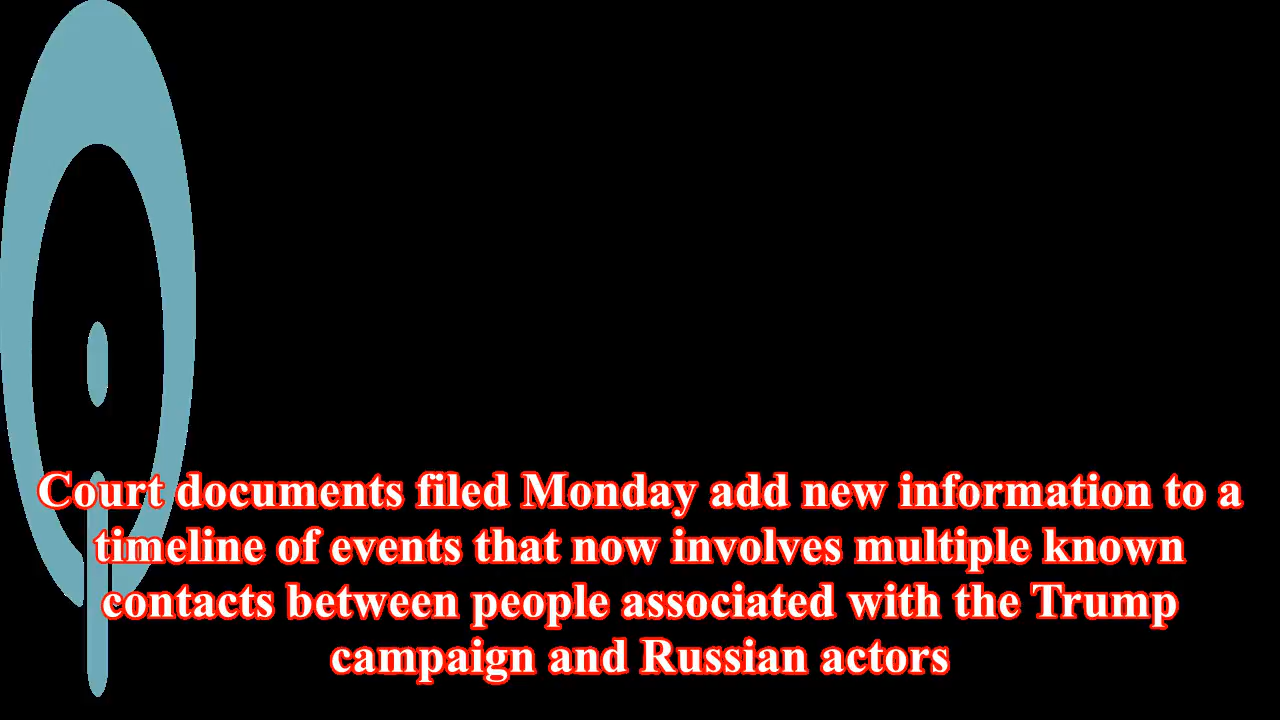 Court documents filed Monday add new information to a
timeline of events that now involves multiple known
contacts between people associated with the Trump
campaign and Russian actors